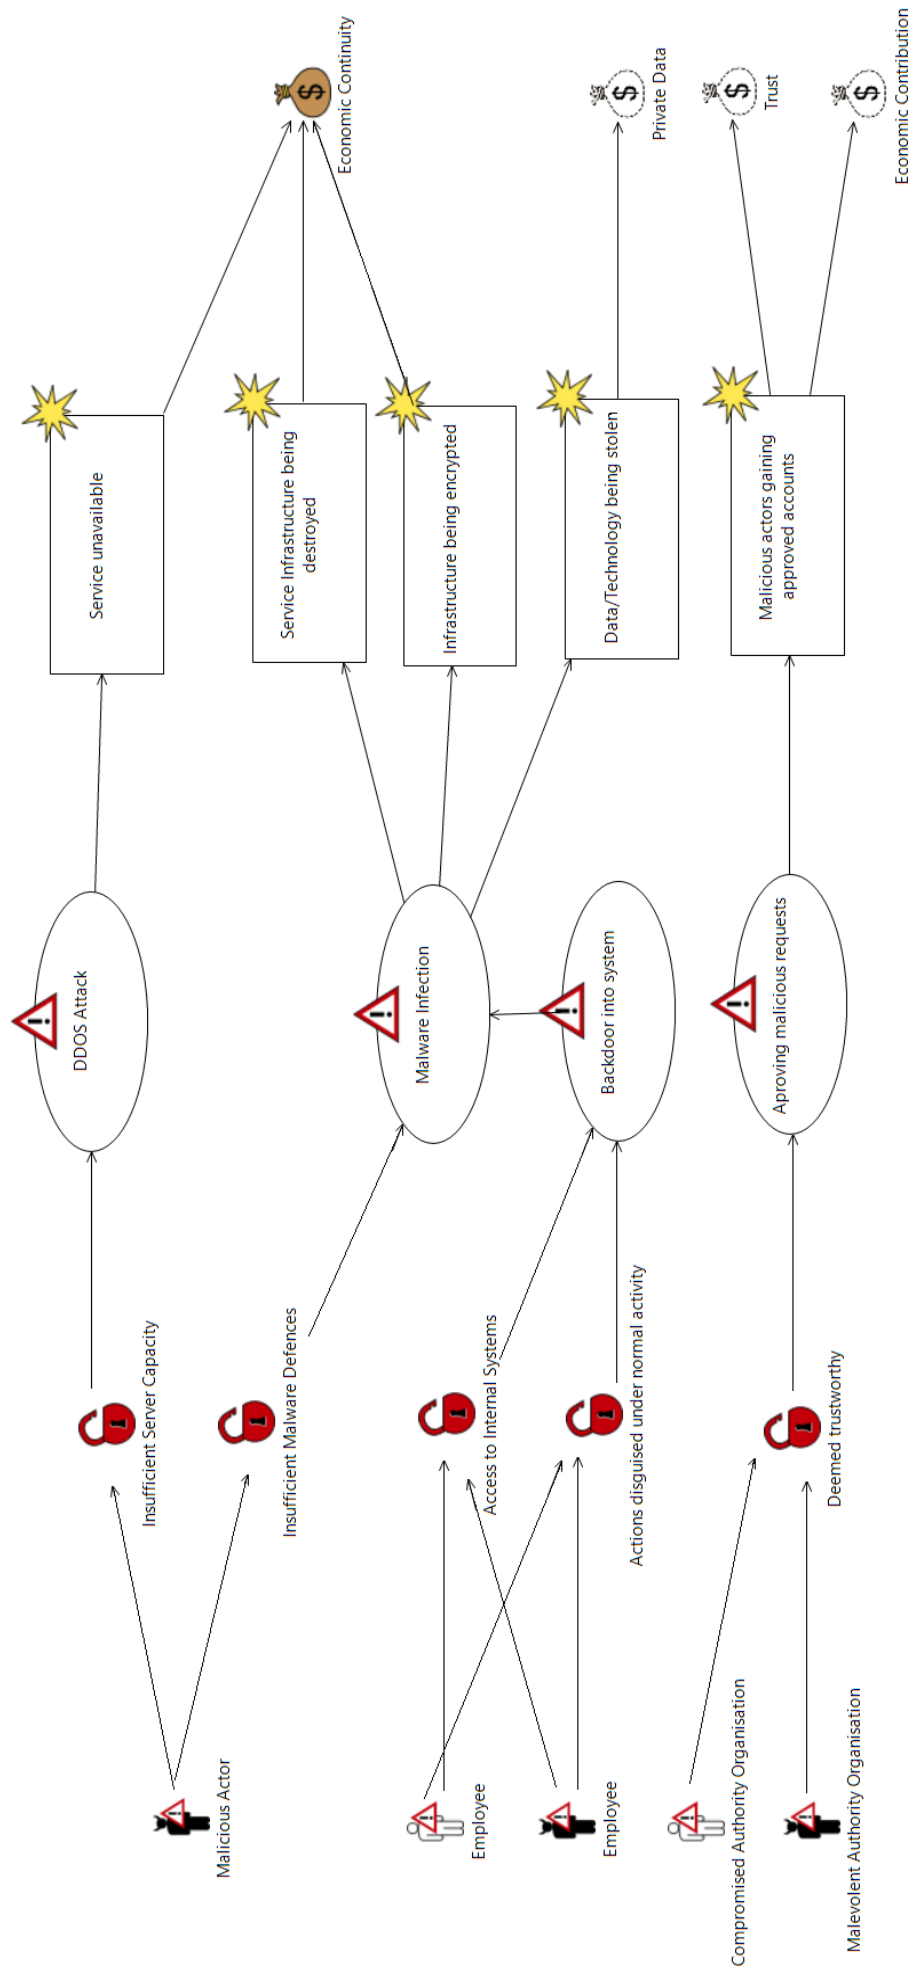 Malicious Actor
Employee
Employee
Compromised Authority Organisation
Malevolent Authority Organisation
Insufficient Server Capacity
Insufficient Malware Defences
Access to Internal Systems
Actions disguised under normal activity
Deemed trustworthy
DDOS Attack
Malware Infection
Backdoor into system
Aproving malicious requests
Service unavailable
Service Infrastructure being
destroyed
Infrastructure being encrypted
Data/Technology being stolen
Malicious actors gaining
approved accounts
Economic Continuity
Private Data
Trust
Economic Contribution